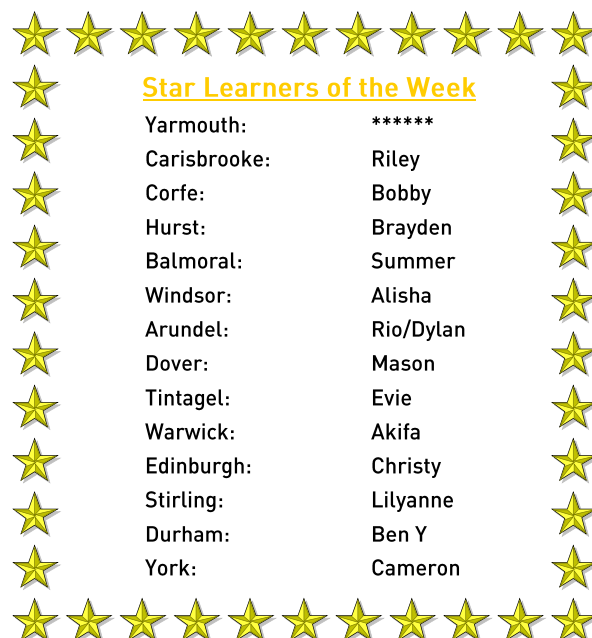 Star Learners of the Week
Yarmouth: ******
Carisbrooke: Riley
Corfe: Bobby
Hurst: Brayden
Balmoral: Summer
Windsor: Alisha
Arundel: Rio/Dylan
Dover: Mason
Tintagel: Evie
Warwick: Akifa
Edinburgh: Christy
Stirling: Lilyanne
Durham: Ben Y
York: Cameron